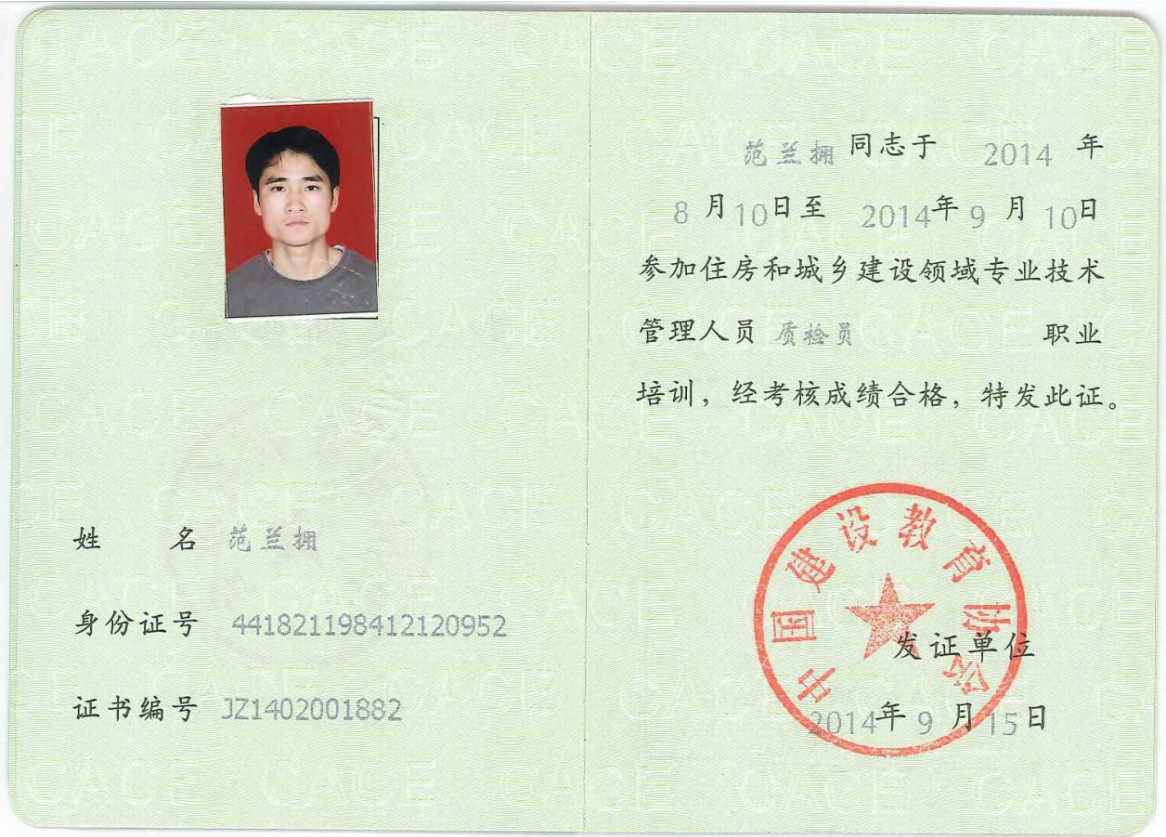 姓 名 范兰拥
身份证号 441821198412120952
证书编号 JZ1402001882
范兰拥 同志于 2014 年
8 月 10日至 2014年 9 月 10日
参加住房和城乡建设领域专业技术
管理人员 质检员 职业
培训，经考核成绩合格，特发此证。
中国建设教育协会
发证单位
2014年 9 月 15日
CACE